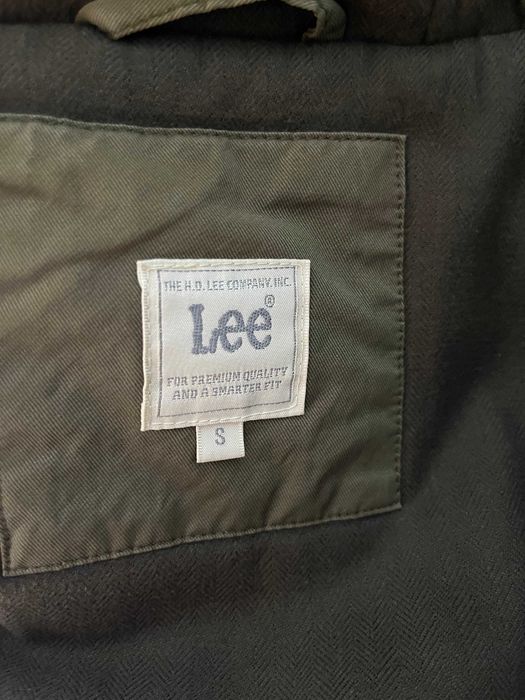 THE H.D. LEE COMPANY, INC.
Lee®
FOR PREMIUM QUALITY
AND A SMARTER FIT
S